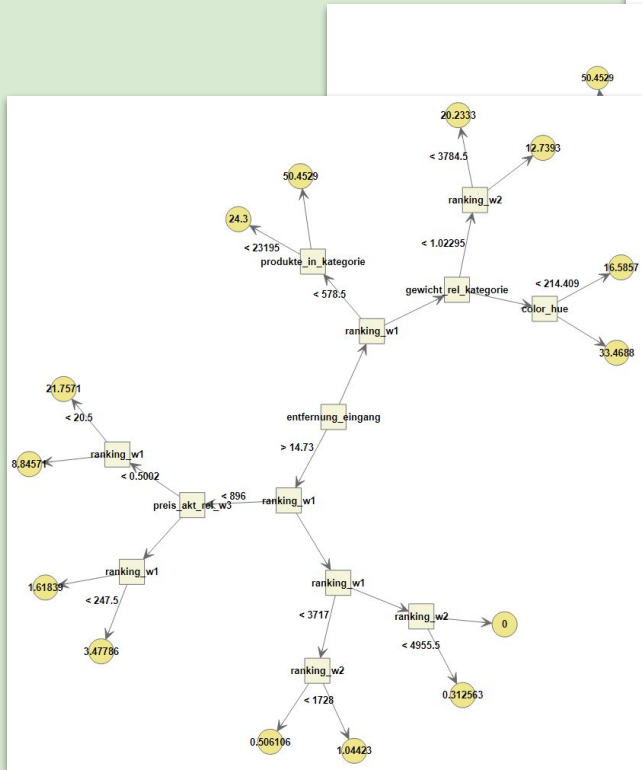 50.4529
20.2333
< 3784.5
12.7393
50.4529
ranking_w2
24.3
< 23195
< 1.02295
produkte_in_kategorie
16.5857
< 214.409
gewicht_rel_kategorie
< 578.5
color_hue
ranking_w1
33.4688
21.7571
entfernung_eingang
< 20.5
> 14.73
ranking_w1
8.84571
< 0.5002
< 896
ranking_w1
preis_akt_rel_w3
ranking_w1
ranking_w1
1.61839
< 247.5
< 3717
ranking_w2
0
< 4955.5
3.47786
ranking_w2
0.312563
< 1728
0.506106
1.04423